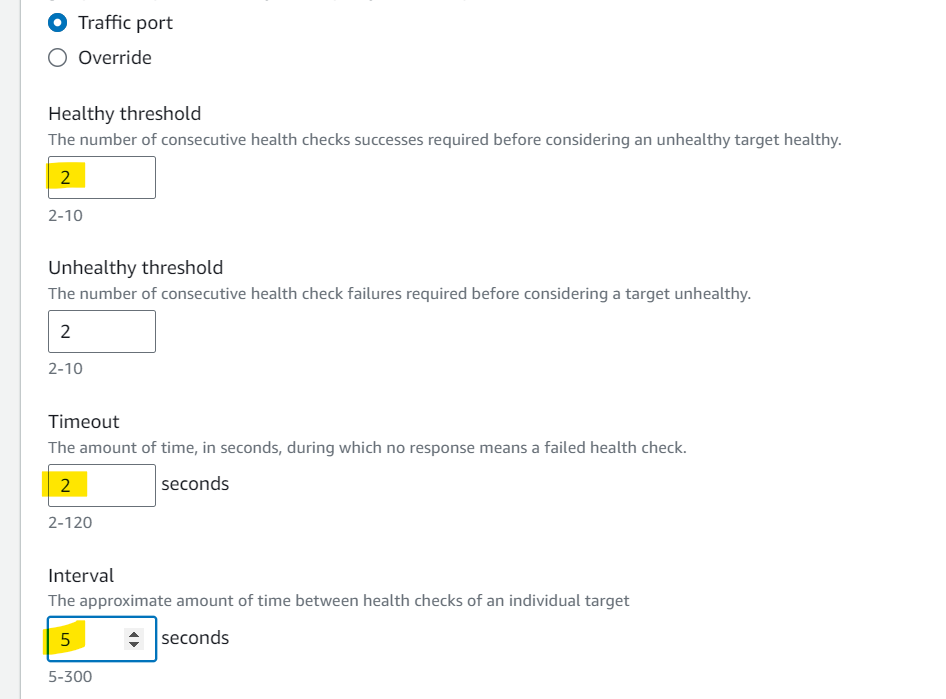 Traffic port
Override
Healthy threshold
The number of consecutive health checks successes required before considering an unhealthy target healthy.
2
2-10
Unhealthy threshold
The number of consecutive health check failures required before considering a target unhealthy.
2
2-10
Timeout
The amount of time, in seconds, during which no response means a failed health check.
2 seconds
2-120
Interval
The approximate amount of time between health checks of an individual target
5 seconds
5-300